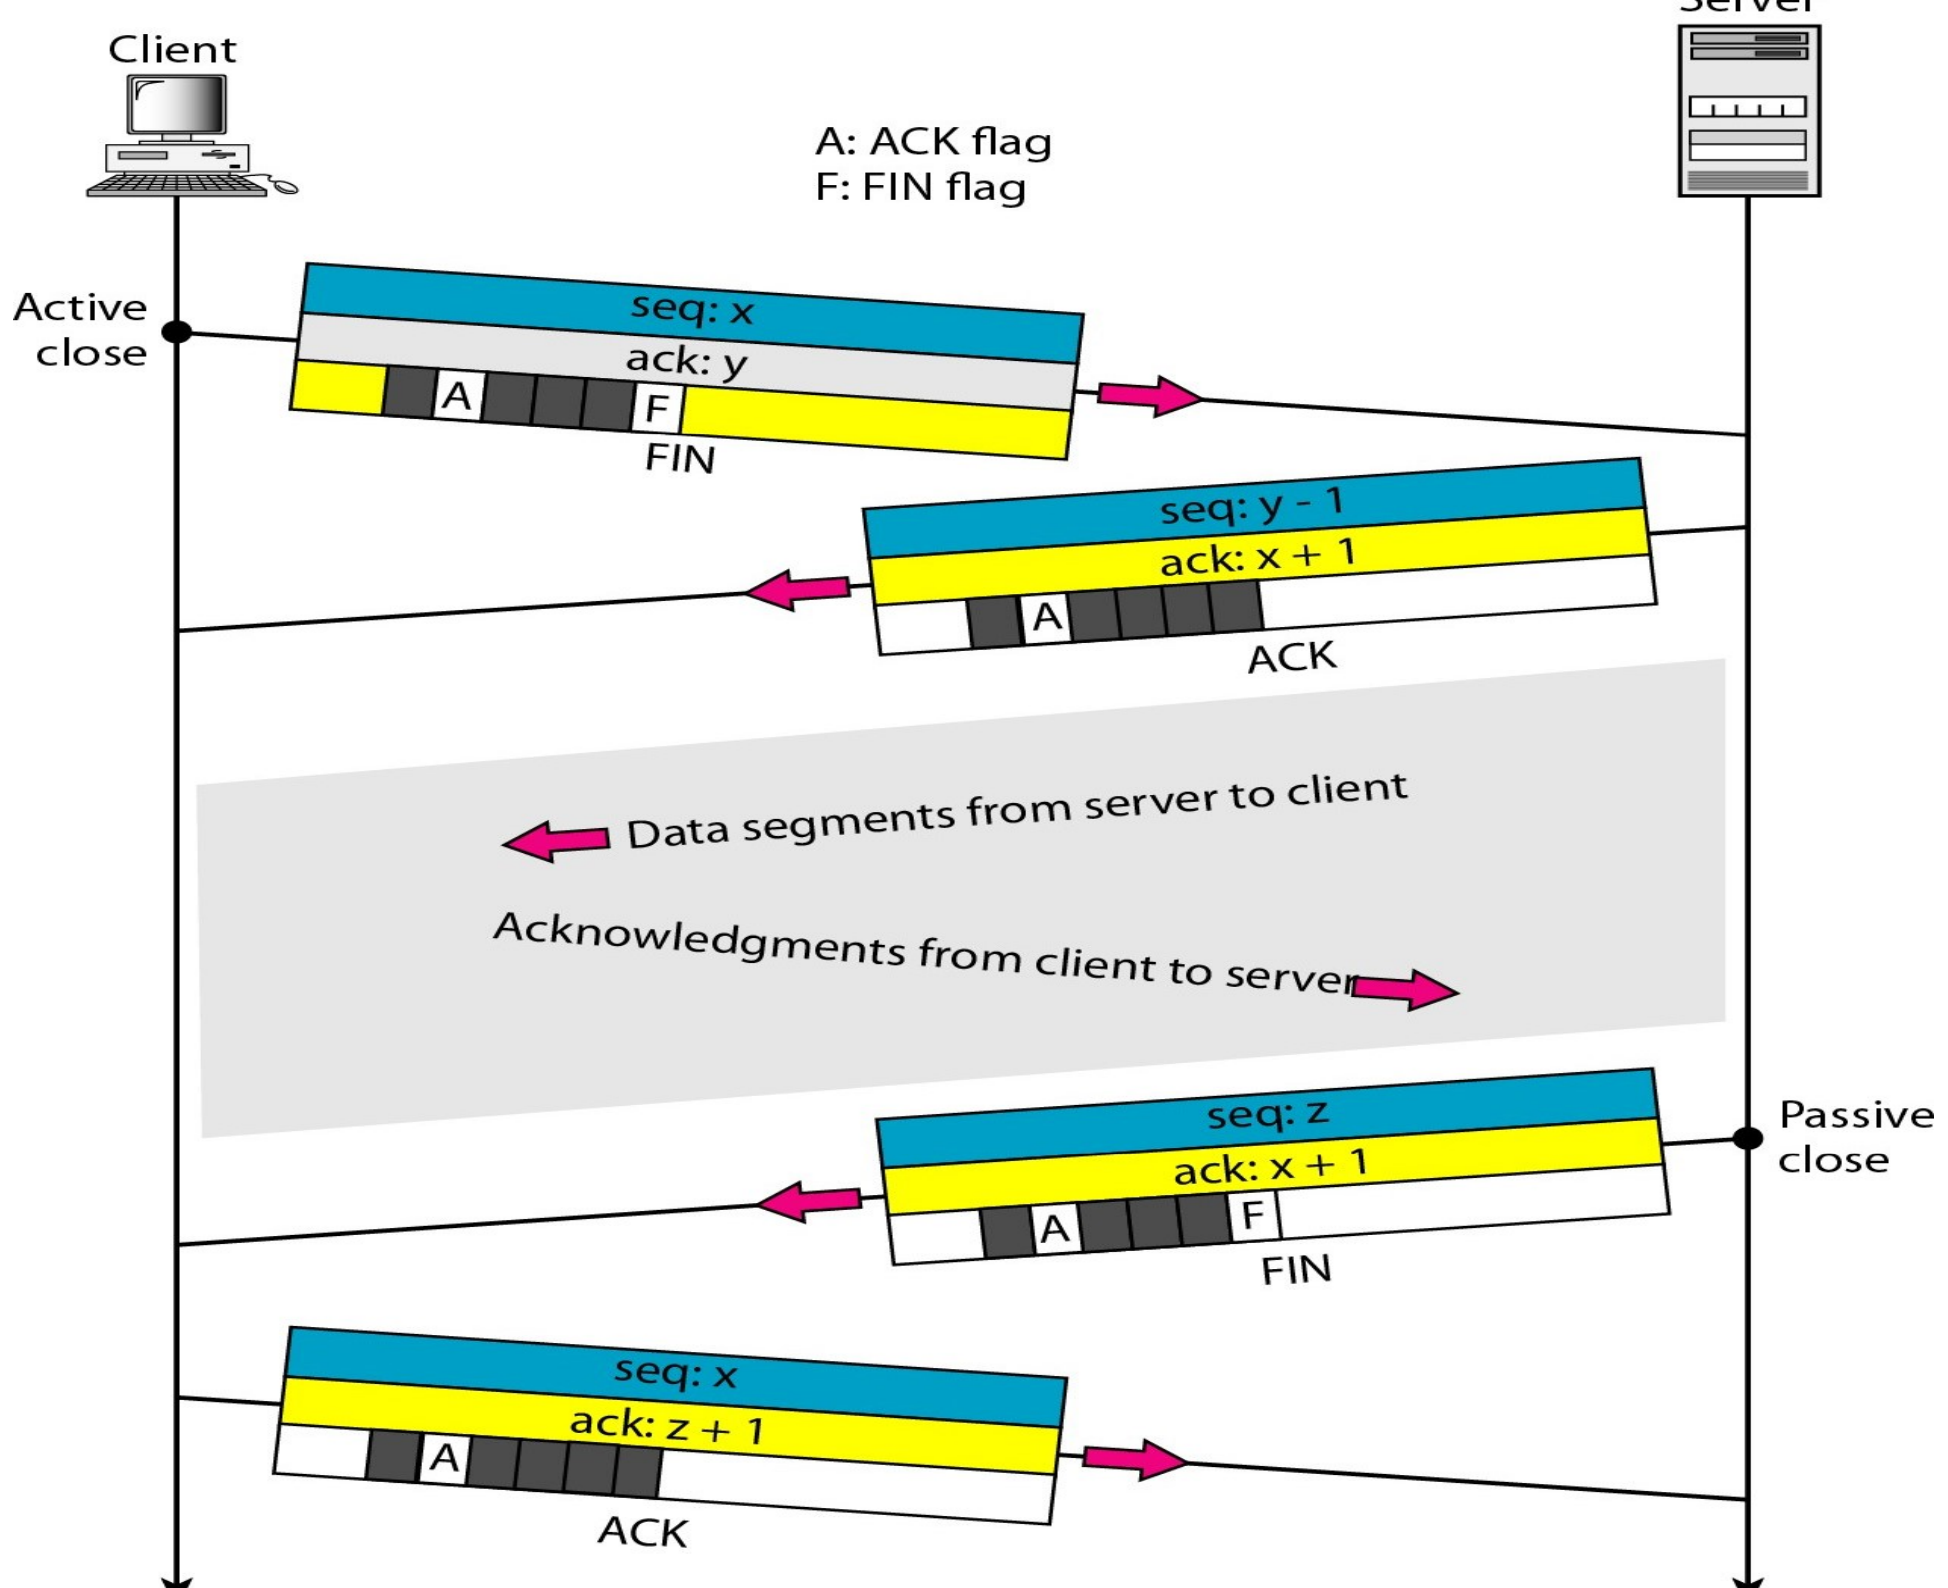 Client
Server
A: ACK flag
F: FIN flag
Active
close
seq: x
ack: y
A
F
FIN
seq: y - 1
ack: x + 1
A
ACK
Data segments from server to client
Acknowledgments from client to server
Passive
close
seq: z
ack: x + 1
A
F
FIN
seq: x
ack: z + 1
A
ACK